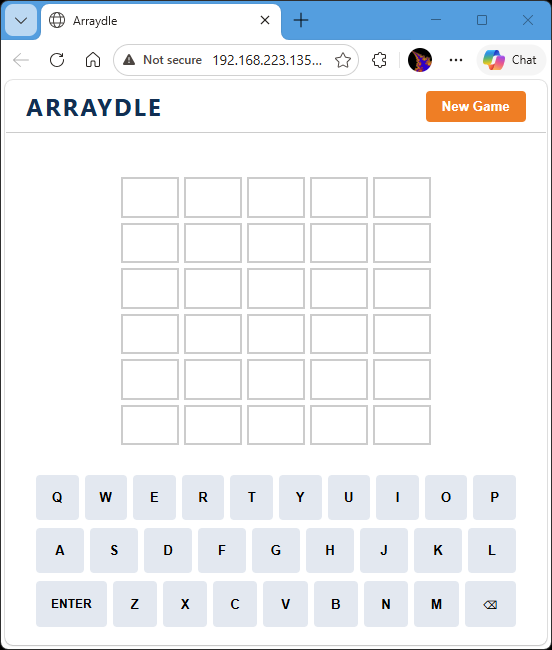 Arraydle
Not secure 192.168.223.135...
Chat
ARRAYDLE
New Game
Q W E R T Y U I O P
A S D F G H J K L
ENTER Z X C V B N M ⌫